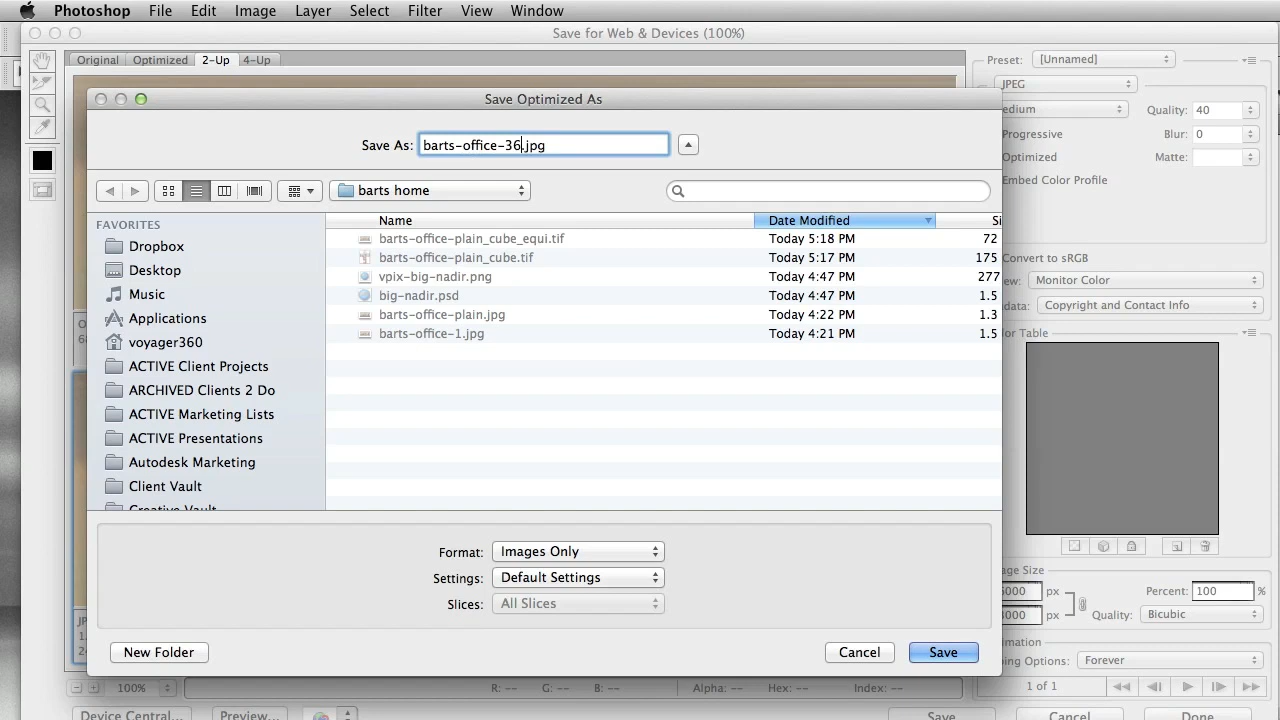 Photoshop File Edit Image Layer Select Filter View Window
Save for Web & Devices (100%)
Original Optimized 2-Up 4-Up
Preset: [Unnamed]
JPEG
Save Optimized As
Quality: 40
Save As: barts-office-36.jpg
Progressive Blur: 0
Optimized Matte:
Embed Color Profile
barts home
Name Date Modified
FAVORITES
Dropbox
Desktop
Music
Applications
voyager360
ACTIVE Client Projects
ARCHIVED Clients 2 Do
ACTIVE Marketing Lists
ACTIVE Presentations
Autodesk Marketing
Client Vault
Creative Vault
barts-office-plain_cube_equi.tif Today 5:18 PM 72
barts-office-plain_cube.tif Today 5:17 PM 175
vpix-big-nadir.png Today 4:47 PM 277
big-nadir.psd Today 4:47 PM 1.5
barts-office-plain.jpg Today 4:22 PM 1.3
barts-office-1.jpg Today 4:21 PM 1.5
Convert to sRGB
Monitor Color
Copyright and Contact Info
Table
Format: Images Only
Settings: Default Settings
Slices: All Slices
New Folder Cancel Save
Size
px Percent: 100 %
px Quality: Bicubic
Options: Forever
1 of 1
100% R: -- G: -- B: -- Alpha: -- Hex: -- Index: --
Device Central... Preview... Save Cancel Done